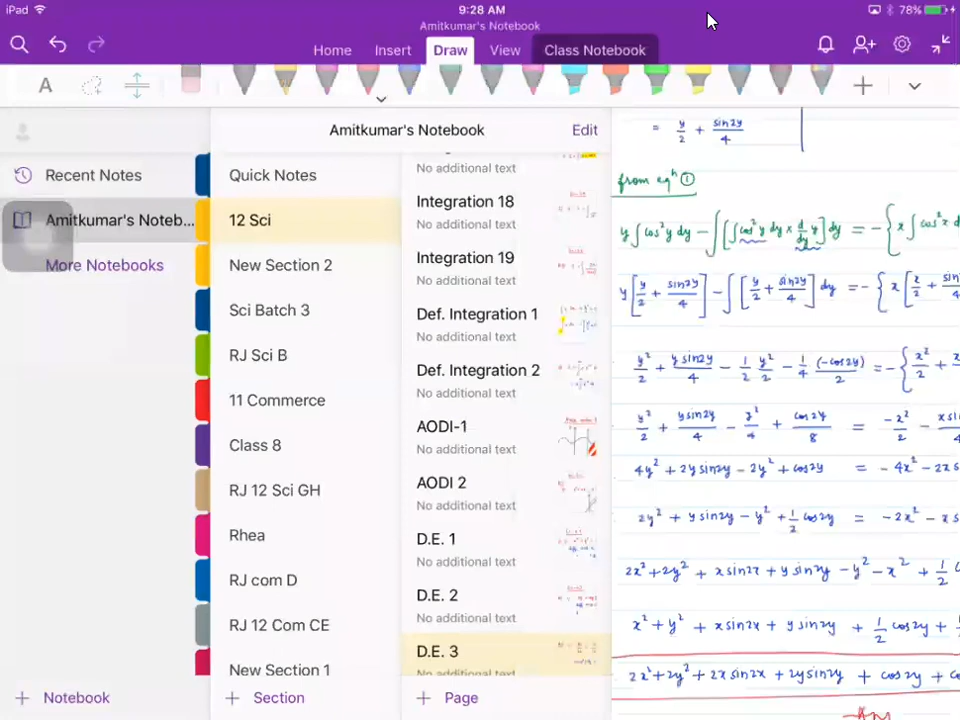 iPad 9:28 AM 78%
Amitkumar's Notebook
Home Insert Draw View Class Notebook
A
Amitkumar's Notebook Edit
Recent Notes
Amitkumar's Noteb...
More Notebooks
Quick Notes
12 Sci
New Section 2
Sci Batch 3
RJ Sci B
11 Commerce
Class 8
RJ 12 Sci GH
Rhea
RJ com D
RJ 12 Com CE
New Section 1
No additional text
Integration 18
No additional text
Integration 19
No additional text
Def. Integration 1
No additional text
Def. Integration 2
No additional text
AODI-1
No additional text
AODI 2
No additional text
D.E. 1
No additional text
D.E. 2
No additional text
D.E. 3
No additional text
Notebook
Section
Page
= y/2 + sin2y/4
from eqⁿ ①
y∫cos²y dy − ∫[∫cos²y dy × d/dy y] dy = −{x∫cos²x d
y[y/2 + sin2y/4] − ∫[y/2 + sin2y/4] dy = −{x[x/2 + sin
y²/2 + y sin2y/4 − 1/2 y²/2 − 1/4 (−cos2y)/2 = −{x²/2 +
y²/2 + y sin2y/4 − y²/4 + cos2y/8 = −x²/2 −
4y² + 2y sin2y − 2y² + cos2y = − 4x² − 2x s
2y² + y sin2y − y² + 1/2 cos2y = −2x² − x s
2x² + 2y² + x sin2x + y sin2y − y² − x² + 1/2 c
x² + y² + x sin2x + y sin2y + 1/2 cos2y +
2x² + 2y² + 2x sin2x + 2y sin2y + cos2y + co